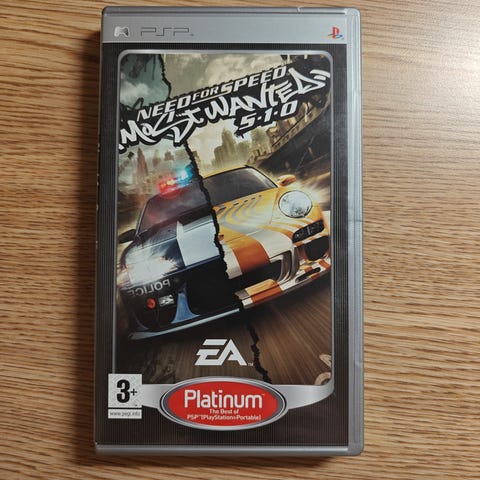 PSP
NEED FOR SPEED
MOST WANTED
5-1-0
POLICE
EA
3+
www.pegi.info
Platinum™
The Best of
PSP™(PlayStation®Portable)